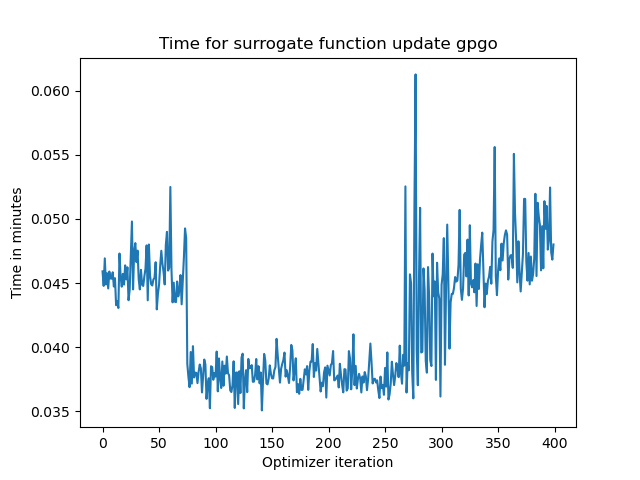 Time for surrogate function update gpgo
0.060
0.055
0.050
0.045
0.040
0.035
Time in minutes
0 50 100 150 200 250 300 350 400
Optimizer iteration